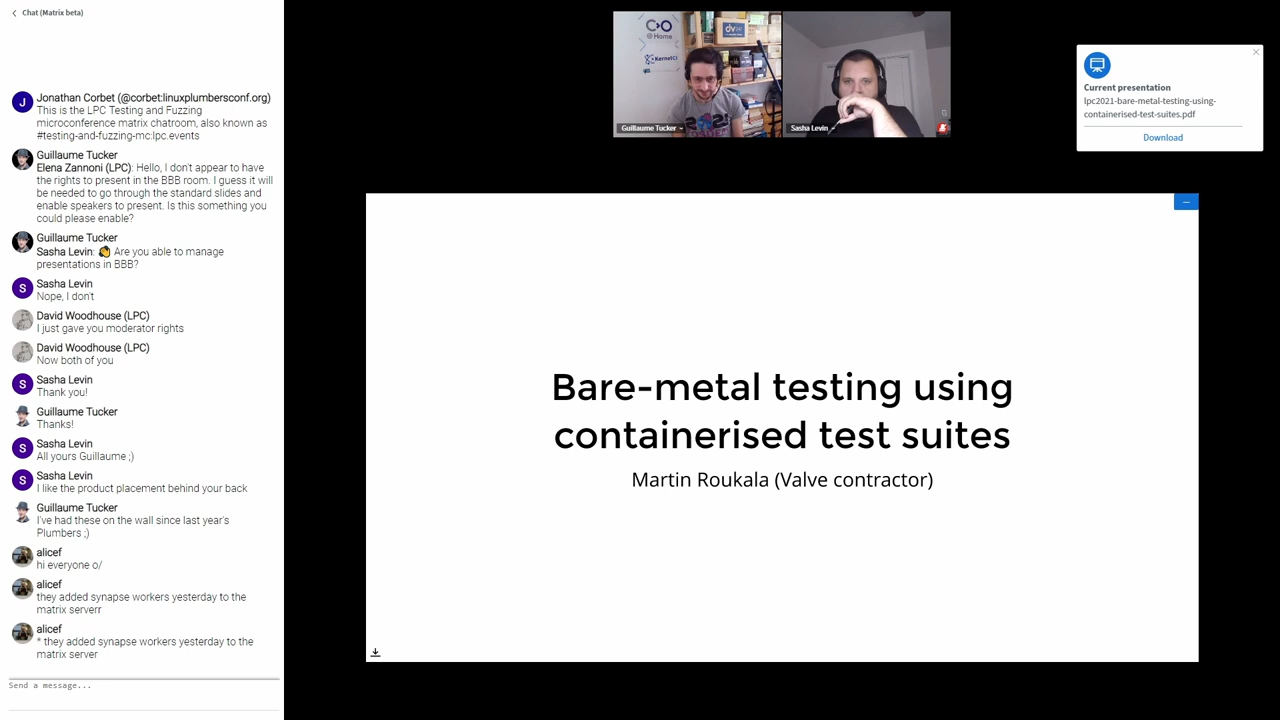 Chat (Matrix beta)
J
Jonathan Corbet (@corbet:linuxplumbersconf.org)
This is the LPC Testing and Fuzzing
microconference matrix chatroom, also known as
#testing-and-fuzzing-mc:lpc.events
Guillaume Tucker
Elena Zannoni (LPC): Hello, I don't appear to have
the rights to present in the BBB room. I guess it will
be needed to go through the standard slides and
enable speakers to present. Is this something you
could please enable?
Guillaume Tucker
Sasha Levin: 👏 Are you able to manage
presentations in BBB?
S
Sasha Levin
Nope, I don't
David Woodhouse (LPC)
I just gave you moderator rights
David Woodhouse (LPC)
Now both of you
S
Sasha Levin
Thank you!
Guillaume Tucker
Thanks!
S
Sasha Levin
All yours Guillaume ;)
S
Sasha Levin
I like the product placement behind your back
Guillaume Tucker
I've had these on the wall since last year's
Plumbers ;)
alicef
hi everyone o/
alicef
they added synapse workers yesterday to the
matrix serverr
alicef
* they added synapse workers yesterday to the
matrix server
Send a message...
@Home
KernelCI
Guillaume Tucker
Sasha Levin
Current presentation
lpc2021-bare-metal-testing-using-
containerised-test-suites.pdf
Download
Bare-metal testing using
containerised test suites
Martin Roukala (Valve contractor)